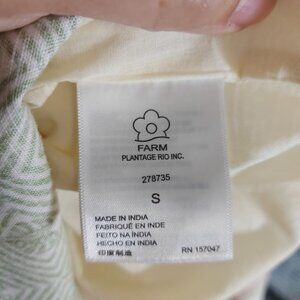 FARM
PLANTAGE RIO INC.
278735
S
MADE IN INDIA
FABRIQUÉ EN INDE
FEITO NA ÍNDIA
HECHO EN INDIA
印度制造
RN 157047